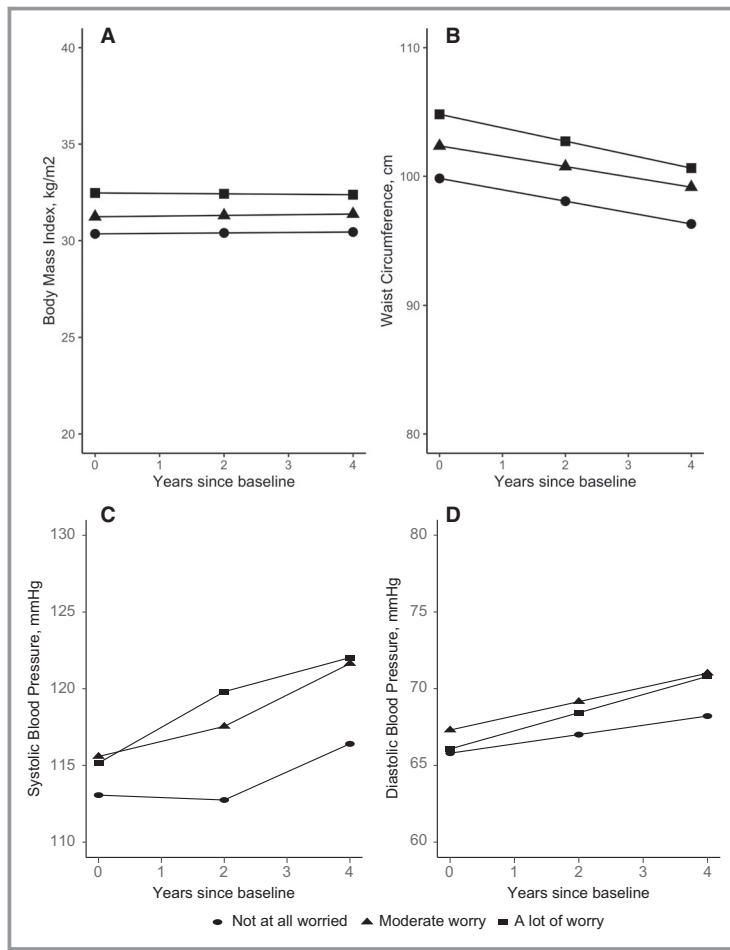 A
40
35
30
25
20
Body Mass Index, kg/m2
0 1 2 3 4
Years since baseline
B
110
100
90
80
Waist Circumference, cm
0 1 2 3 4
Years since baseline
C
130
125
120
115
110
Systolic Blood Pressure, mmHg
0 1 2 3 4
Years since baseline
D
80
75
70
65
60
Diastolic Blood Pressure, mmHg
0 1 2 3 4
Years since baseline
Not at all worried Moderate worry A lot of worry